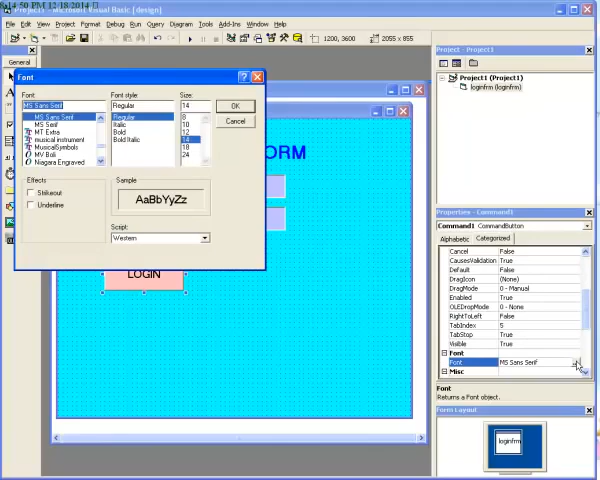 8:14:50 PM 12-18-2014
Microsoft Visual Basic [design]
File Edit View Project Format Debug Run Query Diagram Tools Add-Ins Window Help
1200, 3600
2055 x 855
General
Font
Font:
Font style:
Size:
MS Sans Serif
Regular
14
OK
Cancel
MS Sans Serif
MS Serif
MT Extra
musical instrument
MusicalSymbols
MV Boli
Niagara Engraved
Regular
Italic
Bold
Bold Italic
8
10
12
14
18
24
Effects
Strikeout
Underline
Sample
AaBbYyZz
Script:
Western
ORM
LOGIN
Project - Project1
Project1 (Project1)
loginfrm (loginfrm)
Properties - Command1
Command1 CommandButton
Alphabetic Categorized
Cancel False
CausesValidation True
Default False
DragIcon (None)
DragMode 0 - Manual
Enabled True
OLEDropMode 0 - None
RightToLeft False
TabIndex 5
TabStop True
Visible True
Font
Font MS Sans Serif
Misc
Font
Returns a Font object.
Form Layout
loginfrm